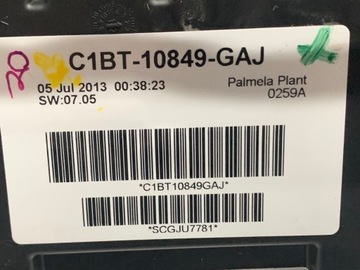 C1BT-10849-GAJ
05 Jul 2013 00:38:23
SW:07.05
Palmela Plant
0259A
*C1BT10849GAJ*
*SCGJU7781*